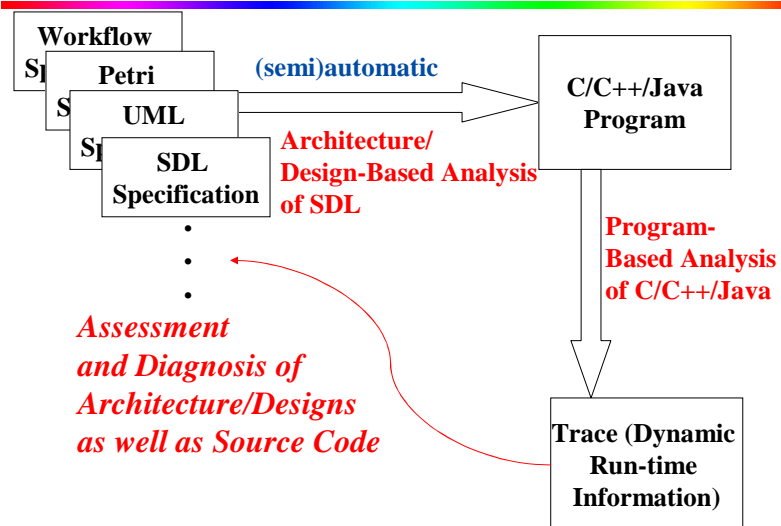 Workflow
Petri
UML
SDL
Specification
(semi)automatic
C/C++/Java
Program
Architecture/
Design-Based Analysis
of SDL
Program-
Based Analysis
of C/C++/Java
Assessment
and Diagnosis of
Architecture/Designs
as well as Source Code
Trace (Dynamic
Run-time
Information)